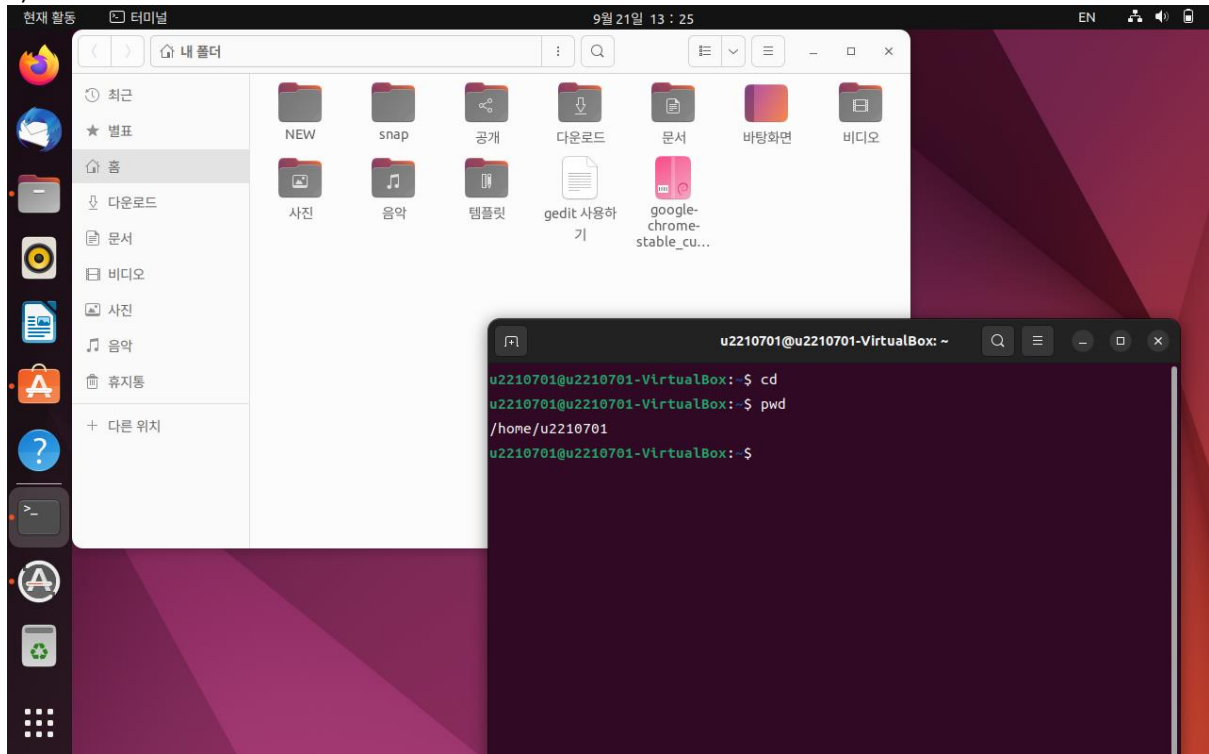 현재 활동
터미널
9월 21일 13 : 25
EN
내 폴더
최근
별표
홈
다운로드
문서
비디오
사진
음악
휴지통
+ 다른 위치
NEW
snap
공개
다운로드
문서
바탕화면
비디오
사진
음악
템플릿
gedit 사용하
기
google-
chrome-
stable_cu...
u2210701@u2210701-VirtualBox: ~
u2210701@u2210701-VirtualBox:~$ cd
u2210701@u2210701-VirtualBox:~$ pwd
/home/u2210701
u2210701@u2210701-VirtualBox:~$